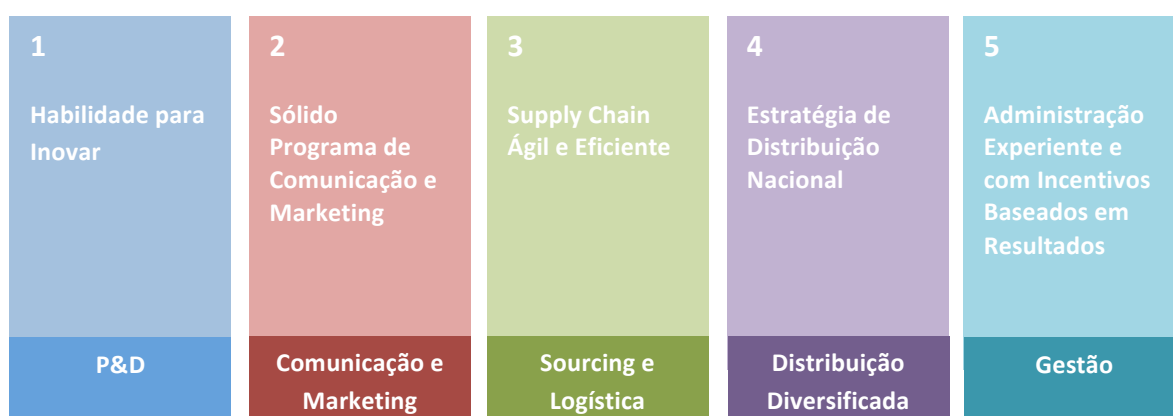 1
Habilidade para
Inovar
P&D
2
Sólido
Programa de
Comunicação e
Marketing
Comunicação e
Marketing
3
Supply Chain
Ágil e Eficiente
Sourcing e
Logística
4
Estratégia de
Distribuição
Nacional
Distribuição
Diversificada
5
Administração
Experiente e
com Incentivos
Baseados em
Resultados
Gestão